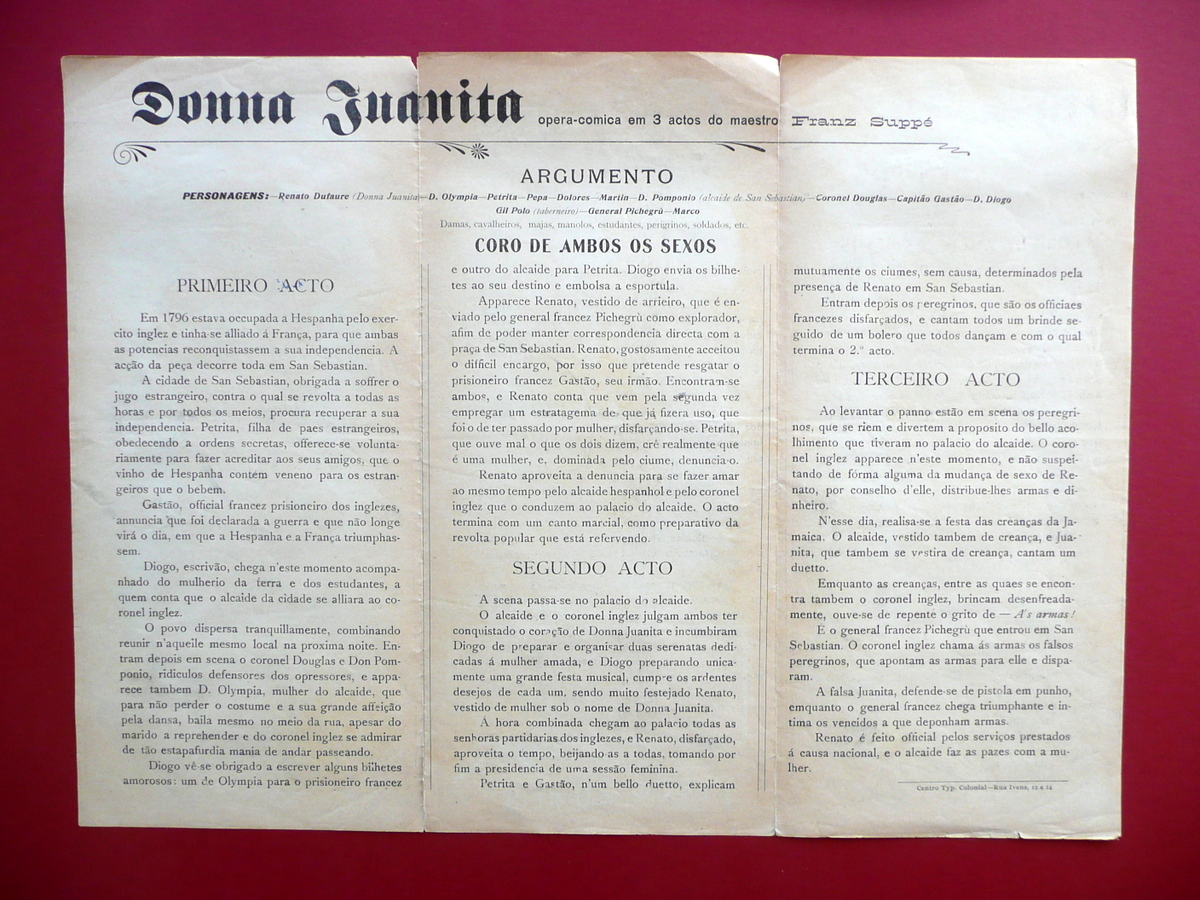 Donna Juanita opera-comica em 3 actos do maestro Franz Suppé
ARGUMENTO
PERSONAGENS:—Renato Dufaure (Donna Juanita)—D. Olympia—Petrita—Pepa—Dolores—Martin—D. Pomponio (alcaide de San Sebastian)—Coronel Douglas—Capitão Gastão—D. Diogo
Gil Polo (taberneiro)—General Pichegrú—Marco
Damas, cavalheiros, majas, manolos, estudantes, perigrinos, soldados, etc.
CORO DE AMBOS OS SEXOS
PRIMEIRO ACTO
Em 1796 estava occupada a Hespanha pelo exer-
cito inglez e tinha-se alliado á França, para que ambas
as potencias reconquistassem a sua independencia. A
acção da peça decorre toda em San Sebastian.
A cidade de San Sebastian, obrigada a soffrer o
jugo estrangeiro, contra o qual se revolta a todas as
horas e por todos os meios, procura recuperar a sua
independencia. Petrita, filha de paes estrangeiros,
obedecendo a ordens secretas, offerece-se volunta-
riamente para fazer acreditar aos seus amigos, que o
vinho de Hespanha contém veneno para os estran-
geiros que o bebem.
Gastão, official francez prisioneiro dos inglezes,
annuncia que foi declarada a guerra e que não longe
virá o dia, em que a Hespanha e a França triumphas-
sem.
Diogo, escrivão, chega n'este momento acompa-
nhado do mulherio da terra e dos estudantes, a
quem conta que o alcaide da cidade se alliara ao co-
ronel inglez.
O povo dispersa tranquillamente, combinando
reunir n'aquelle mesmo local na proxima noite. En-
tram depois em scena o coronel Douglas e Don Pom-
ponio, ridiculos defensores dos oppressores, e appa-
rece tambem D. Olympia, mulher do alcaide, que
para não perder o costume e a sua grande affeição
pela dansa, baila mesmo no meio da rua, apesar do
marido a reprehender e do coronel inglez se admirar
de tão estapafurdia mania de andar passeando.
Diogo vê-se obrigado a escrever alguns bilhetes
amorosos: um de Olympia para o prisioneiro francez
e outro do alcaide para Petrita. Diogo envia os bilhe-
tes ao seu destino e embolsa a esportula.
Apparece Renato, vestido de arrieiro, que é en-
viado pelo general francez Pichegrù como explorador,
afim de poder manter correspondencia directa com a
praça de San Sebastian. Renato, gostosamente acceitou
o difficil encargo, por isso que pretende resgatar o
prisioneiro francez Gastão, seu irmão. Encontram-se
ambos, e Renato conta que vem pela segunda vez
empregar um estratagema de que já fizera uso, que
foi o de ter passado por mulher, disfarçando-se. Petrita,
que ouve mal o que os dois dizem, crê realmente que
é uma mulher, e, dominada pelo ciume, denuncia-o.
Renato aproveita a denuncia para se fazer amar
ao mesmo tempo pelo alcaide hespanhol e pelo coronel
inglez que o conduzem ao palacio do alcaide. O acto
termina com um canto marcial, como preparativo da
revolta popular que está refervendo.
SEGUNDO ACTO
A scena passa-se no palacio do alcaide.
O alcaide e o coronel inglez julgam ambos ter
conquistado o coração de Donna Juanita e incumbiram
Diogo de preparar e organisar duas serenatas dedi-
cadas á mulher amada, e Diogo preparando unica-
mente uma grande festa musical, cumpre os ardentes
desejos de cada um, sendo muito festejado Renato,
vestido de mulher sob o nome de Donna Juanita.
Á hora combinada chegam ao palacio todas as
senhoras partidarias dos inglezes, e Renato, disfarçado,
aproveita o tempo, beijando-as a todas, tomando por
fim a presidencia de uma sessão feminina.
Petrita e Gastão, n'um bello duetto, explicam
mutuamente os ciumes, sem causa, determinados pela
presença de Renato em San Sebastian.
Entram depois os peregrinos, que são os officiaes
francezes disfarçados, e cantam todos um brinde se-
guido de um bolero que todos dançam e com o qual
termina o 2.º acto.
TERCEIRO ACTO
Ao levantar o panno estão em scena os peregri-
nos, que se riem e divertem a proposito do bello aco-
lhimento que tiveram no palacio do alcaide. O coro-
nel inglez apparece n'este momento, e não suspei-
tando de fórma alguma da mudança de sexo de Re-
nato, por conselho d'elle, distribue-lhes armas e di-
nheiro.
N'esse dia, realisa-se a festa das creanças da Ja-
maica. O alcaide, vestido tambem de creança, e Jua-
nita, que tambem se vestira de creança, cantam um
duetto.
Emquanto as creanças, entre as quaes se encon-
tra tambem o coronel inglez, brincam desenfreada-
mente, ouve-se de repente o grito de — A's armas!
E o general francez Pichegrù que entrou em San
Sebastian. O coronel inglez chama ás armas os falsos
peregrinos, que apontam as armas para elle e dispa-
ram.
A falsa Juanita, defende-se de pistola em punho,
emquanto o general francez chega triumphante e in-
tima os vencidos a que deponham armas.
Renato é feito official pelos serviços prestados
á causa nacional, e o alcaide faz as pazes com a mu-
lher.
Centro Typ. Colonial—Rua Ivens, 12 a 14